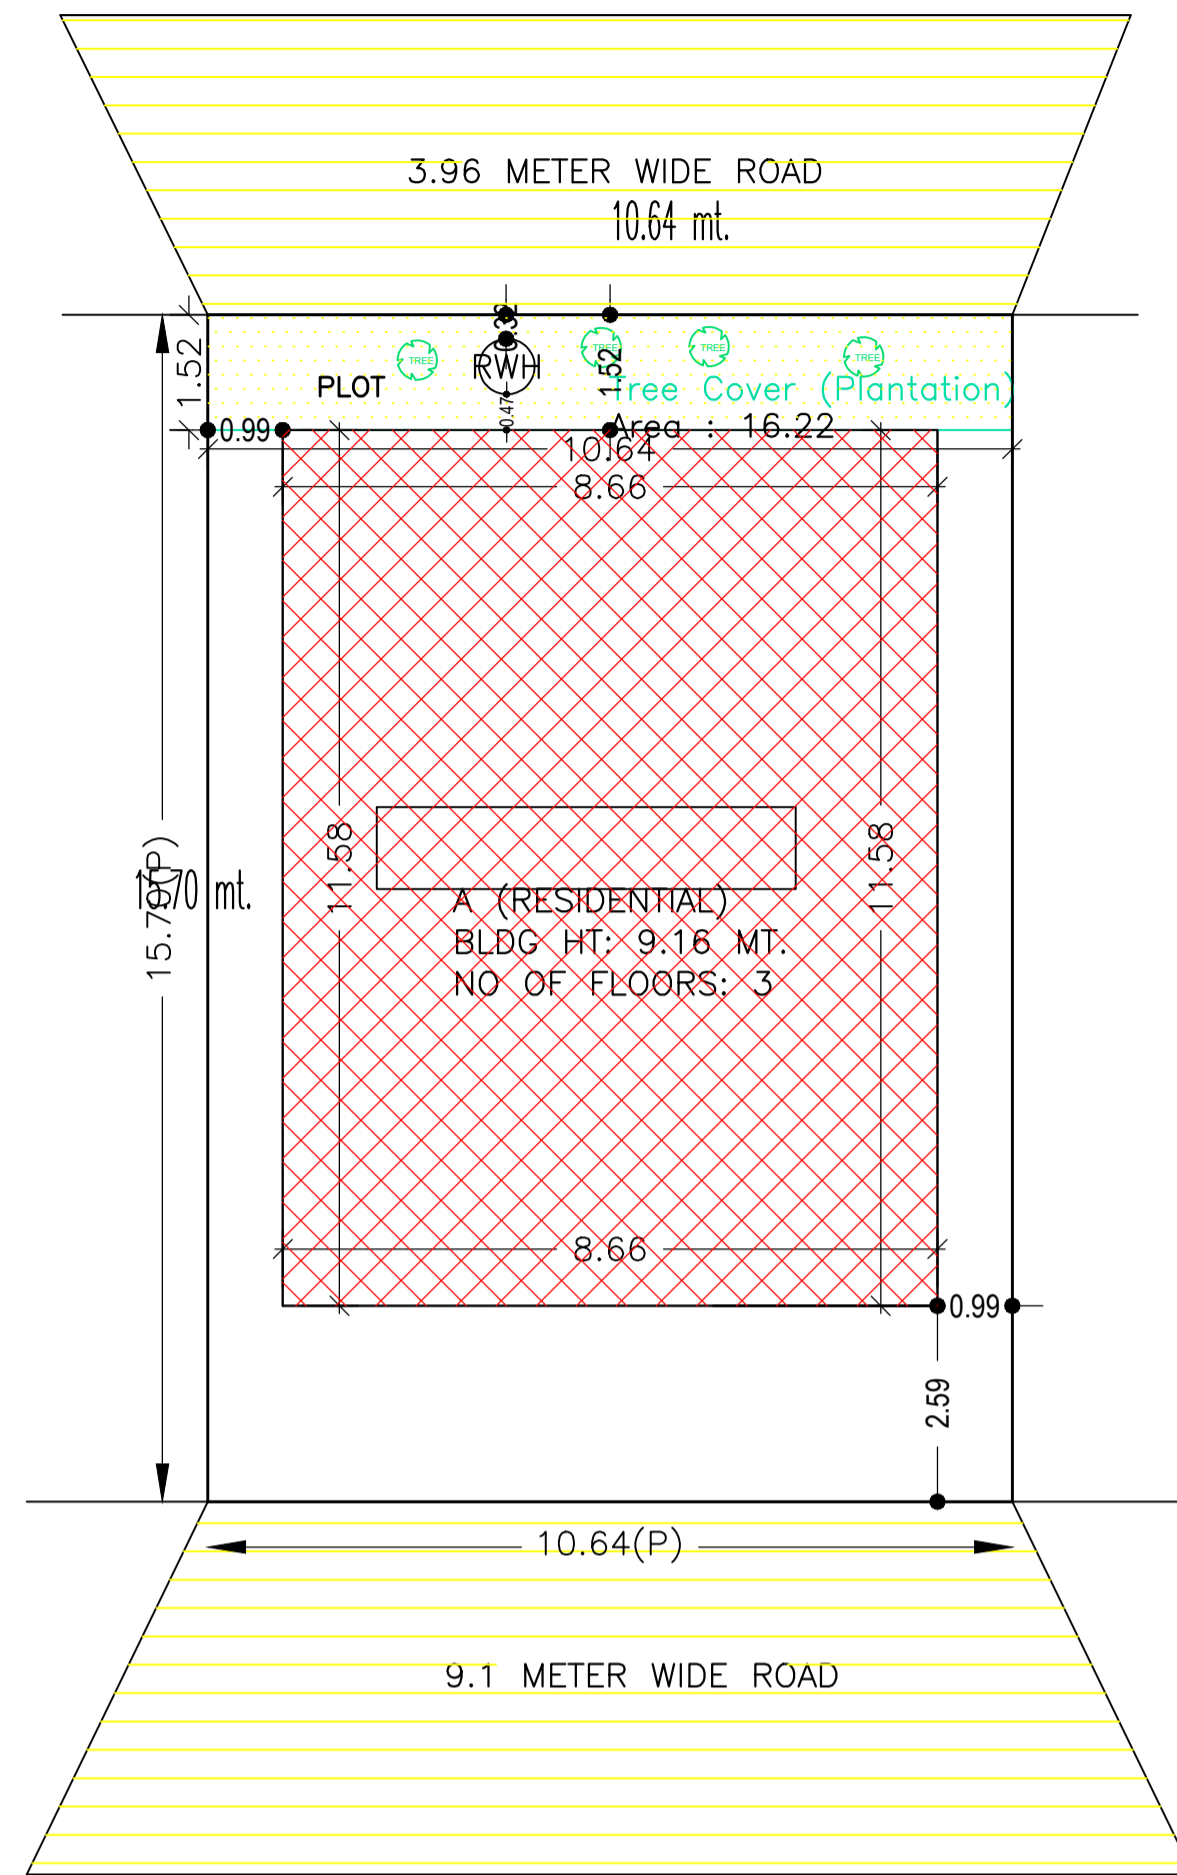 3.96 METER WIDE ROAD
10.64 mt.
0.32
TREE
TREE
TREE
TREE
RWH
1.52
1.52
PLOT
Tree Cover (Plantation)
0.47
Area : 16.22
0.99
10.64
8.66
11.58
11.58
15.70(P)
15.70 mt.
A (RESIDENTIAL)
BLDG HT: 9.16 MT.
NO OF FLOORS: 3
8.66
0.99
2.59
10.64(P)
9.1 METER WIDE ROAD